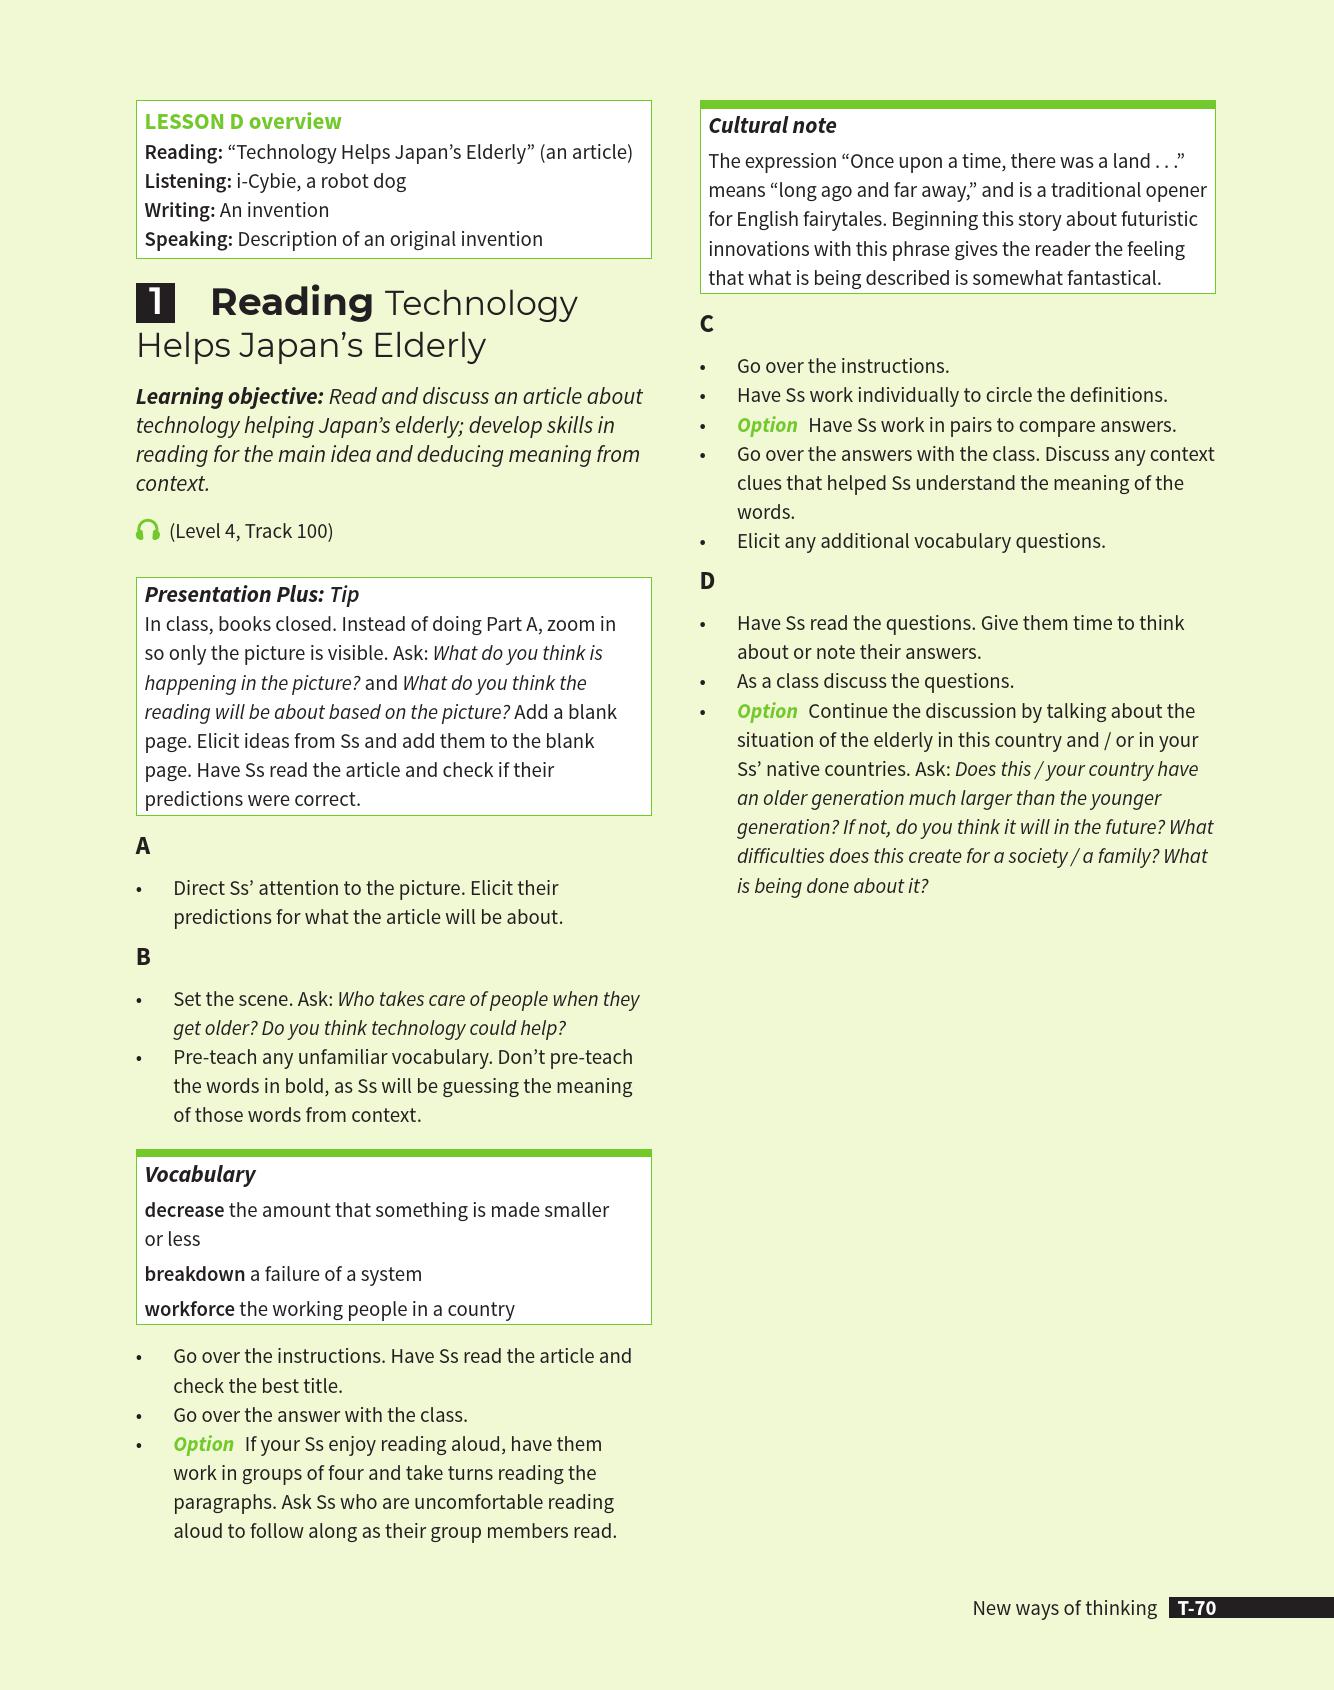 LESSON D overview
Reading: “Technology Helps Japan’s Elderly” (an article)
Listening: i-Cybie, a robot dog
Writing: An invention
Speaking: Description of an original invention
1 Reading Technology
Helps Japan’s Elderly
Learning objective: Read and discuss an article about
technology helping Japan’s elderly; develop skills in
reading for the main idea and deducing meaning from
context.
(Level 4, Track 100)
Presentation Plus: Tip
In class, books closed. Instead of doing Part A, zoom in
so only the picture is visible. Ask: What do you think is
happening in the picture? and What do you think the
reading will be about based on the picture? Add a blank
page. Elicit ideas from Ss and add them to the blank
page. Have Ss read the article and check if their
predictions were correct.
A
• Direct Ss’ attention to the picture. Elicit their
predictions for what the article will be about.
B
• Set the scene. Ask: Who takes care of people when they
get older? Do you think technology could help?
• Pre-teach any unfamiliar vocabulary. Don’t pre-teach
the words in bold, as Ss will be guessing the meaning
of those words from context.
Vocabulary
decrease the amount that something is made smaller
or less
breakdown a failure of a system
workforce the working people in a country
• Go over the instructions. Have Ss read the article and
check the best title.
• Go over the answer with the class.
• Option If your Ss enjoy reading aloud, have them
work in groups of four and take turns reading the
paragraphs. Ask Ss who are uncomfortable reading
aloud to follow along as their group members read.
Cultural note
The expression “Once upon a time, there was a land . . .”
means “long ago and far away,” and is a traditional opener
for English fairytales. Beginning this story about futuristic
innovations with this phrase gives the reader the feeling
that what is being described is somewhat fantastical.
C
• Go over the instructions.
• Have Ss work individually to circle the definitions.
• Option Have Ss work in pairs to compare answers.
• Go over the answers with the class. Discuss any context
clues that helped Ss understand the meaning of the
words.
• Elicit any additional vocabulary questions.
D
• Have Ss read the questions. Give them time to think
about or note their answers.
• As a class discuss the questions.
• Option Continue the discussion by talking about the
situation of the elderly in this country and / or in your
Ss’ native countries. Ask: Does this / your country have
an older generation much larger than the younger
generation? If not, do you think it will in the future? What
difficulties does this create for a society / a family? What
is being done about it?
New ways of thinking T-70